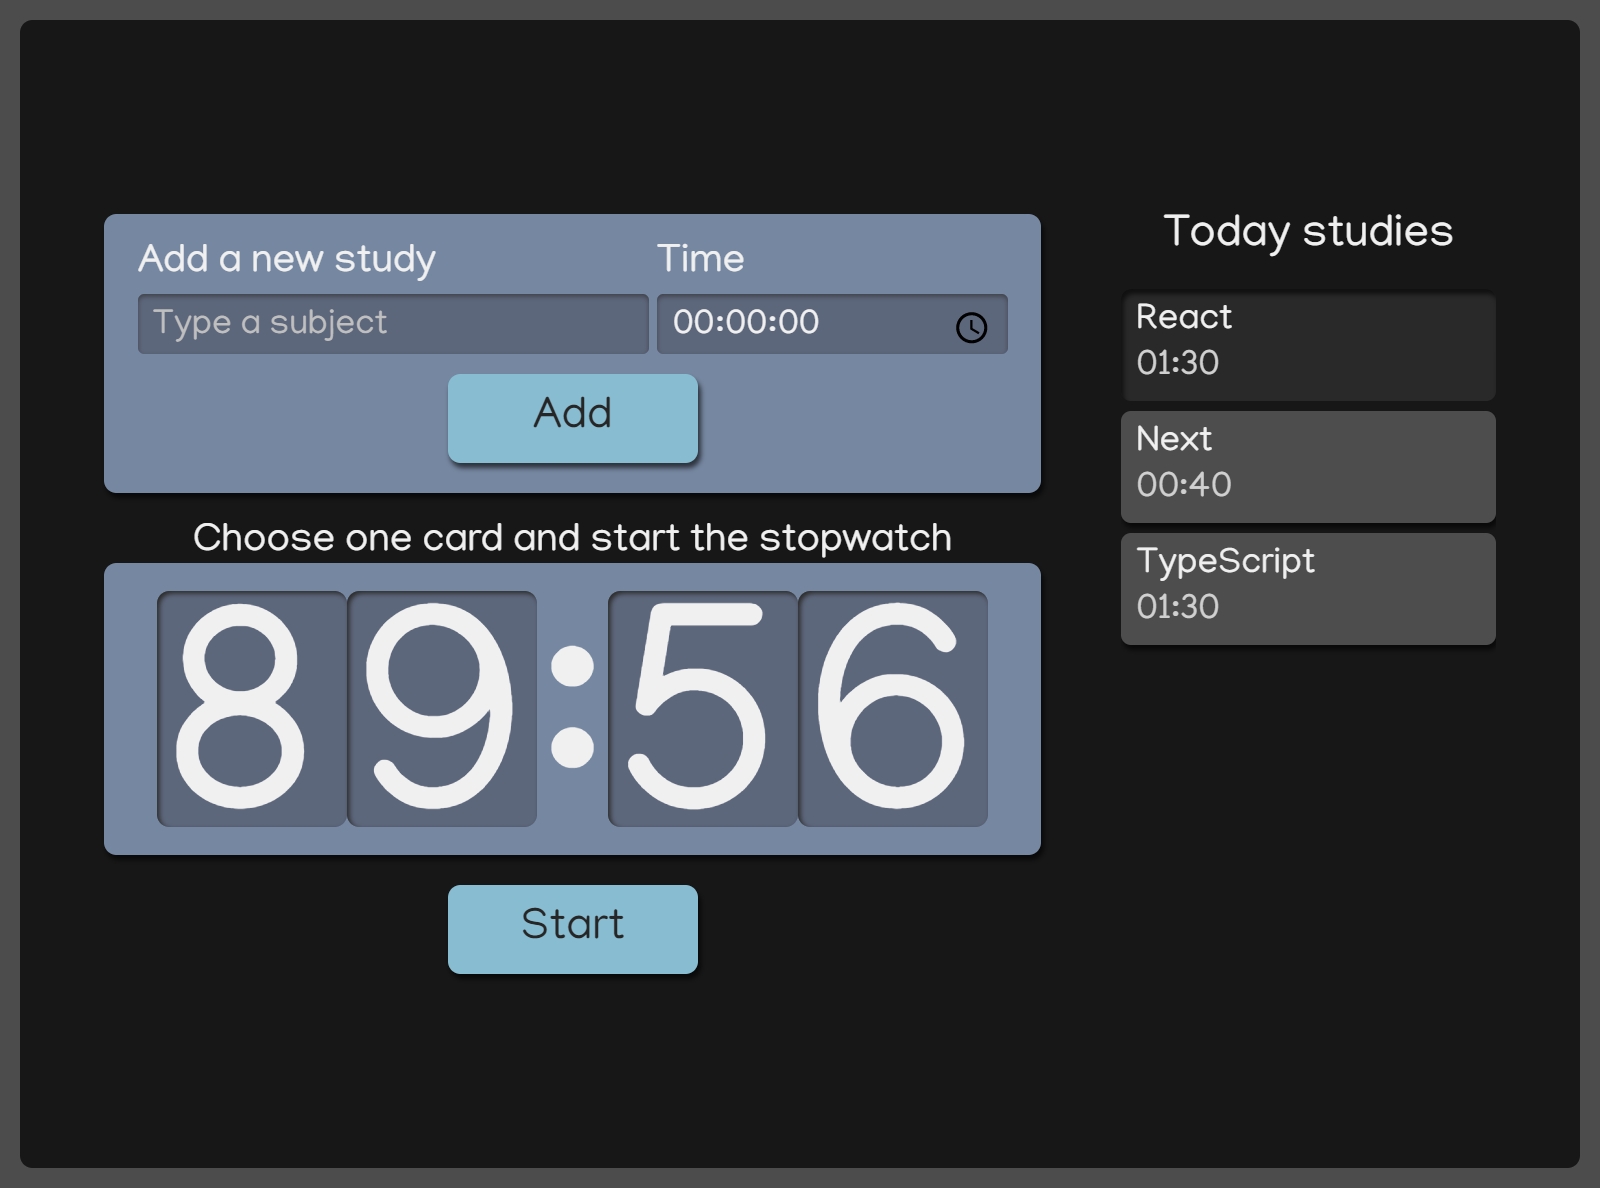 Add a new study
Time
Type a subject
00:00:00
Add
Choose one card and start the stopwatch
89:56
Start
Today studies
React
01:30
Next
00:40
TypeScript
01:30